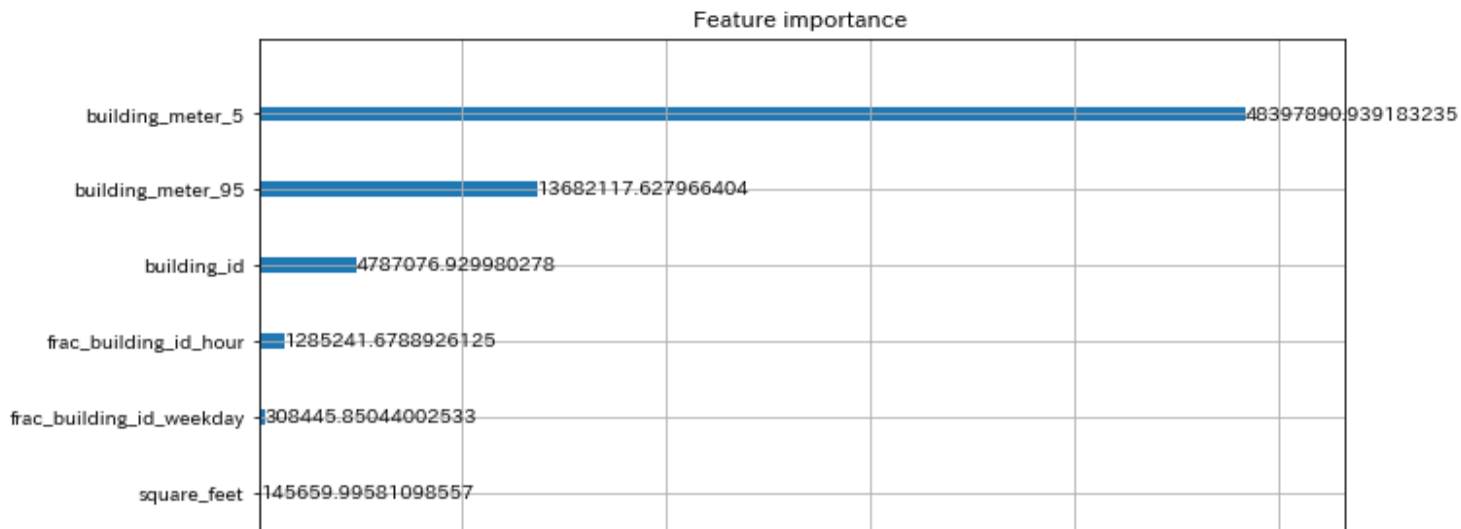 Feature importance
building_meter_5 48397890.939183235
building_meter_95 13682117.627966404
building_id 4787076.929980278
frac_building_id_hour 1285241.6788926125
frac_building_id_weekday 308445.85044002533
square_feet 145659.99581098557